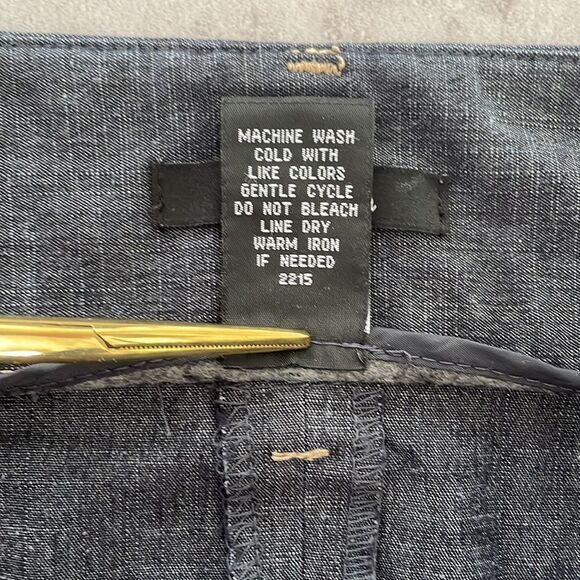 MACHINE WASH
COLD WITH
LIKE COLORS
GENTLE CYCLE
DO NOT BLEACH
LINE DRY
WARM IRON
IF NEEDED
2215